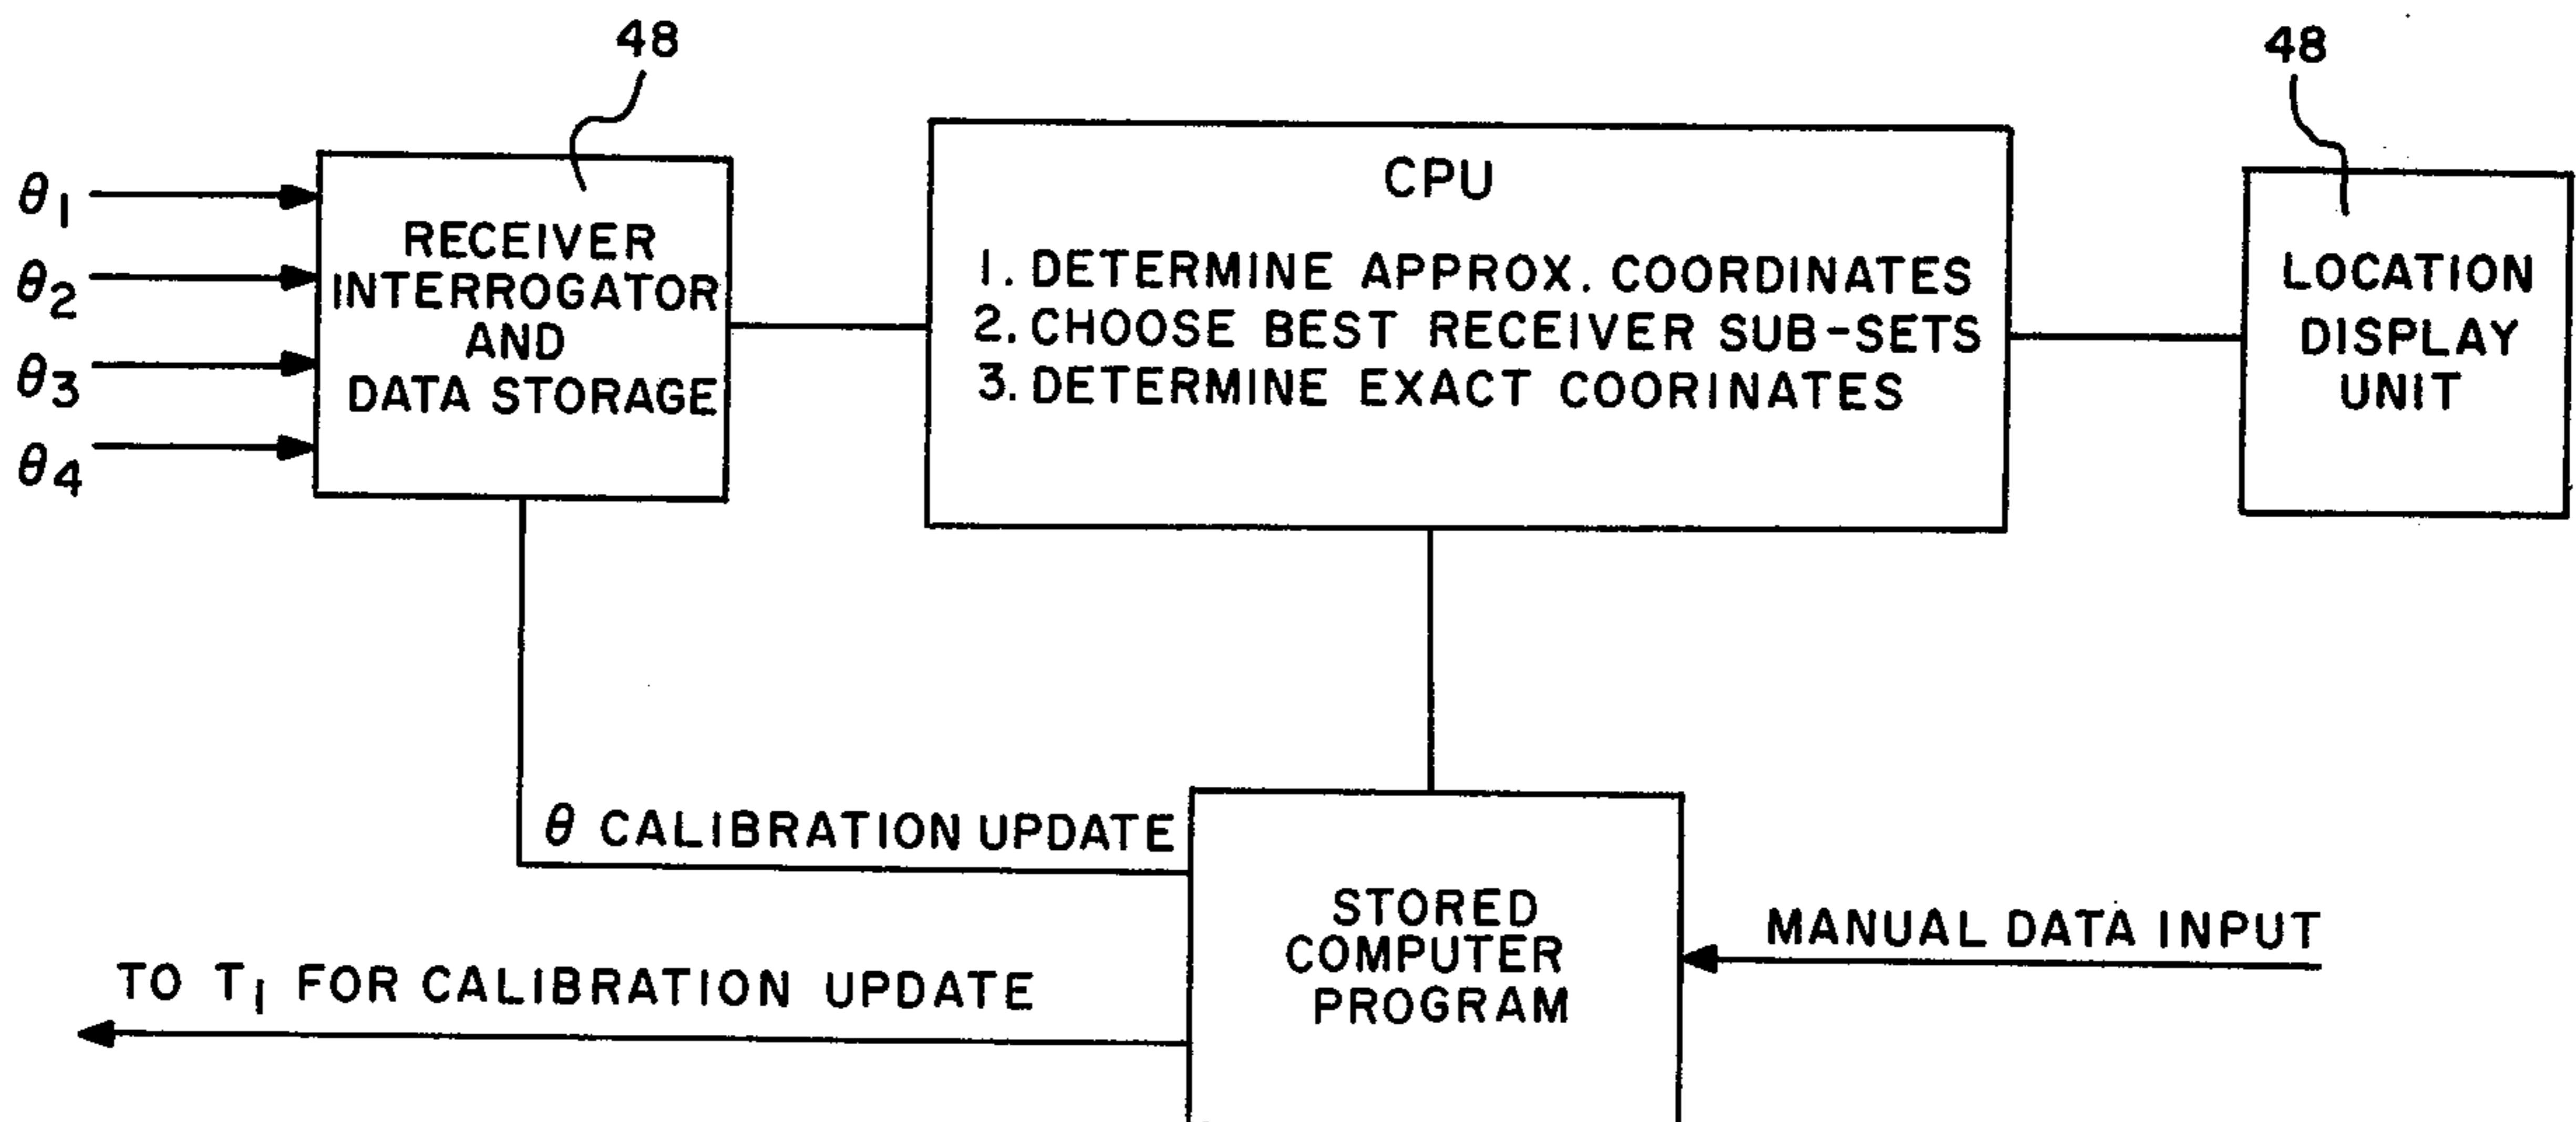 48
48
θ1
θ2
θ3
θ4
RECEIVER
INTERROGATOR
AND
DATA STORAGE
CPU
1. DETERMINE APPROX. COORDINATES
2. CHOOSE BEST RECEIVER SUB-SETS
3. DETERMINE EXACT COORINATES
LOCATION
DISPLAY
UNIT
θ CALIBRATION UPDATE
TO T1 FOR CALIBRATION UPDATE
STORED
COMPUTER
PROGRAM
MANUAL DATA INPUT